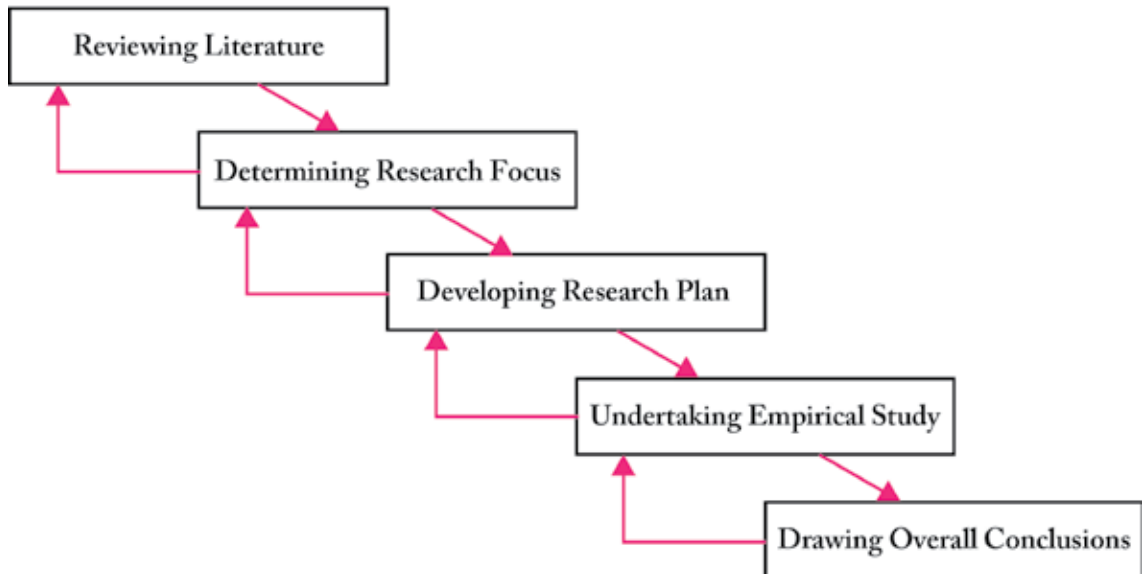 Reviewing Literature
Determining Research Focus
Developing Research Plan
Undertaking Empirical Study
Drawing Overall Conclusions